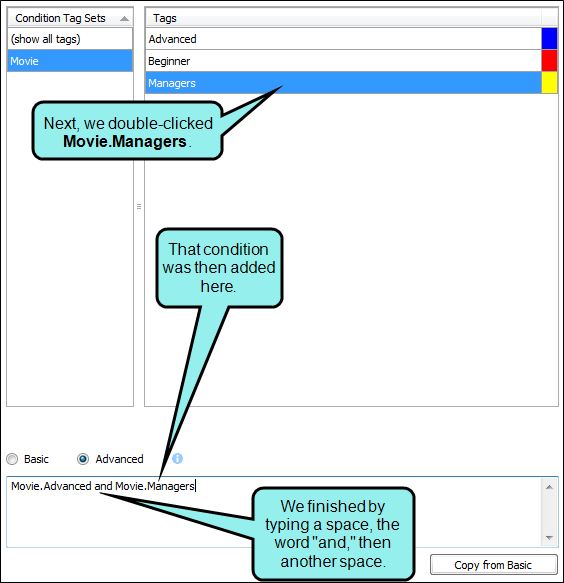 Condition Tag Sets
Tags
(show all tags)
Advanced
Movie
Beginner
Managers
Next, we double-clicked
Movie.Managers.
That condition
was then added
here.
Basic
Advanced
Movie.Advanced and Movie.Managers
We finished by
typing a space, the
word "and," then
another space.
Copy from Basic